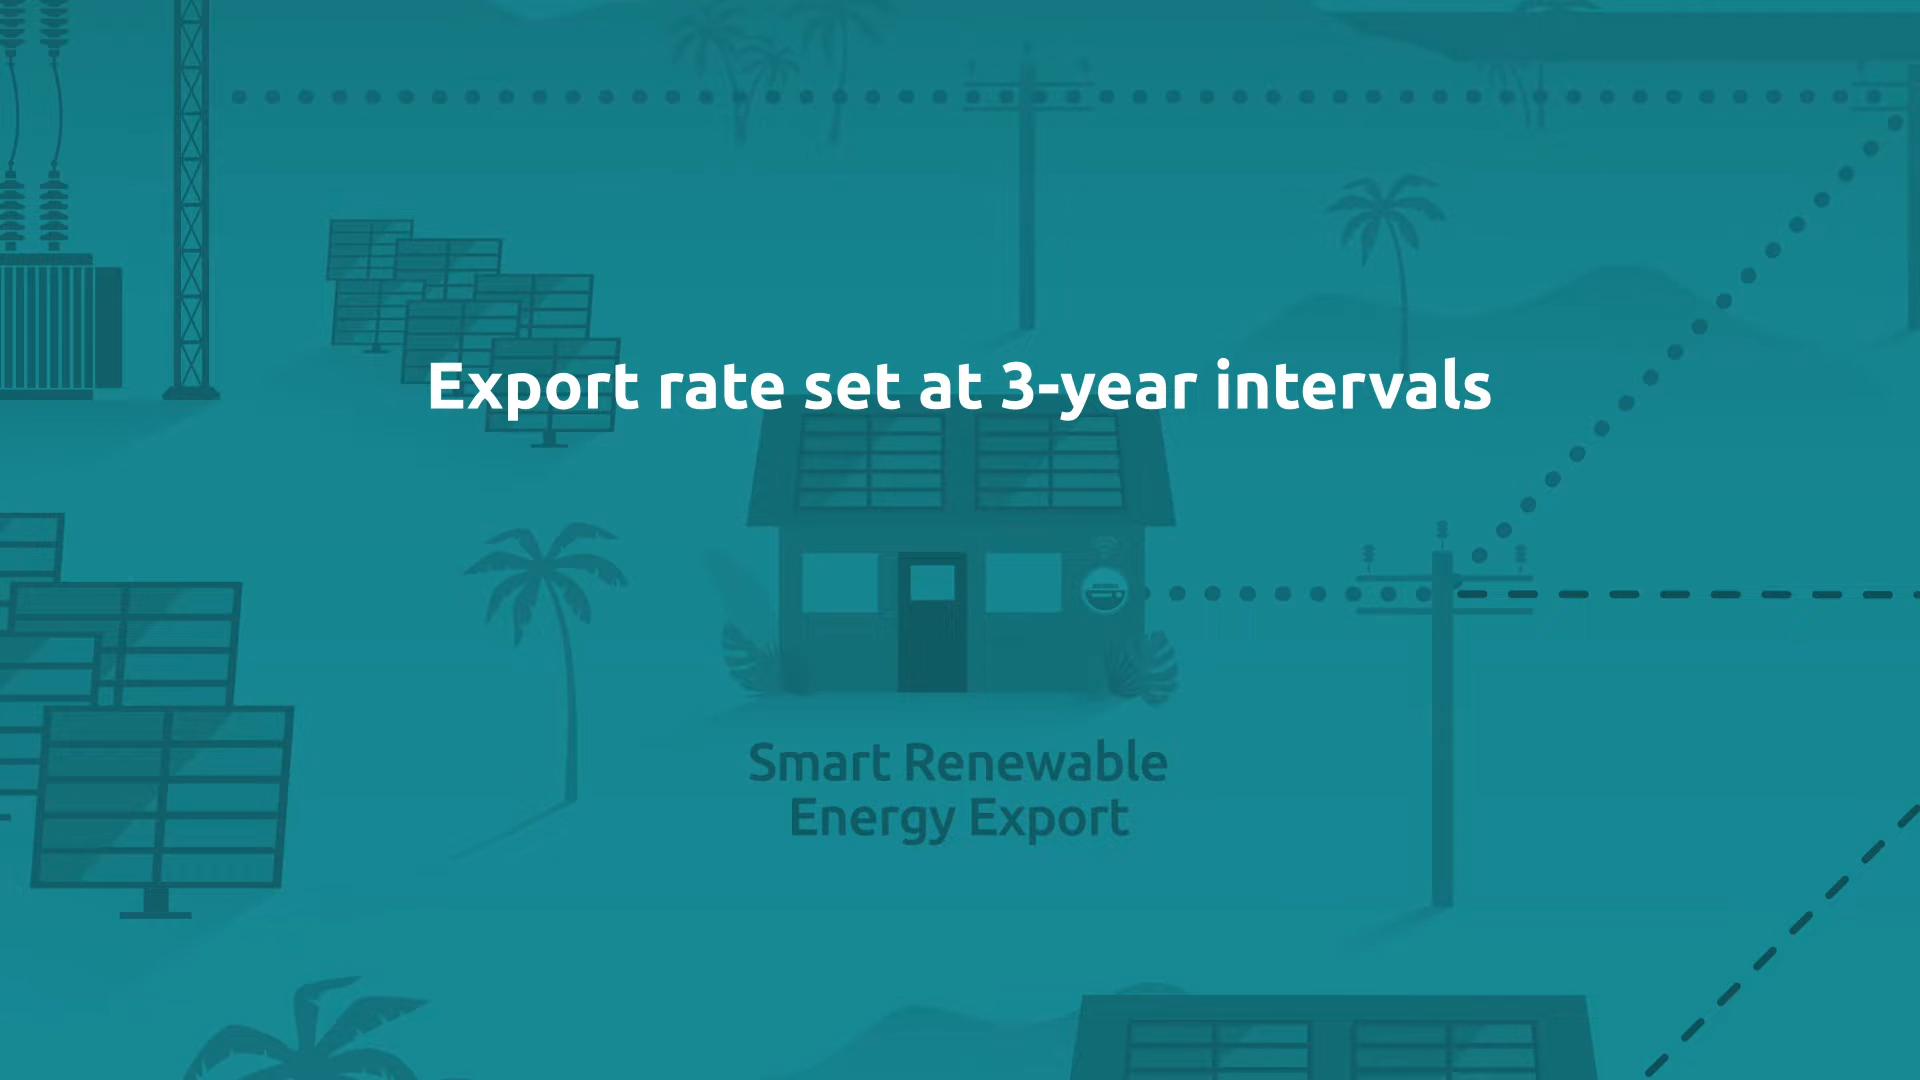 Export rate set at 3-year intervals
Smart Renewable
Energy Export